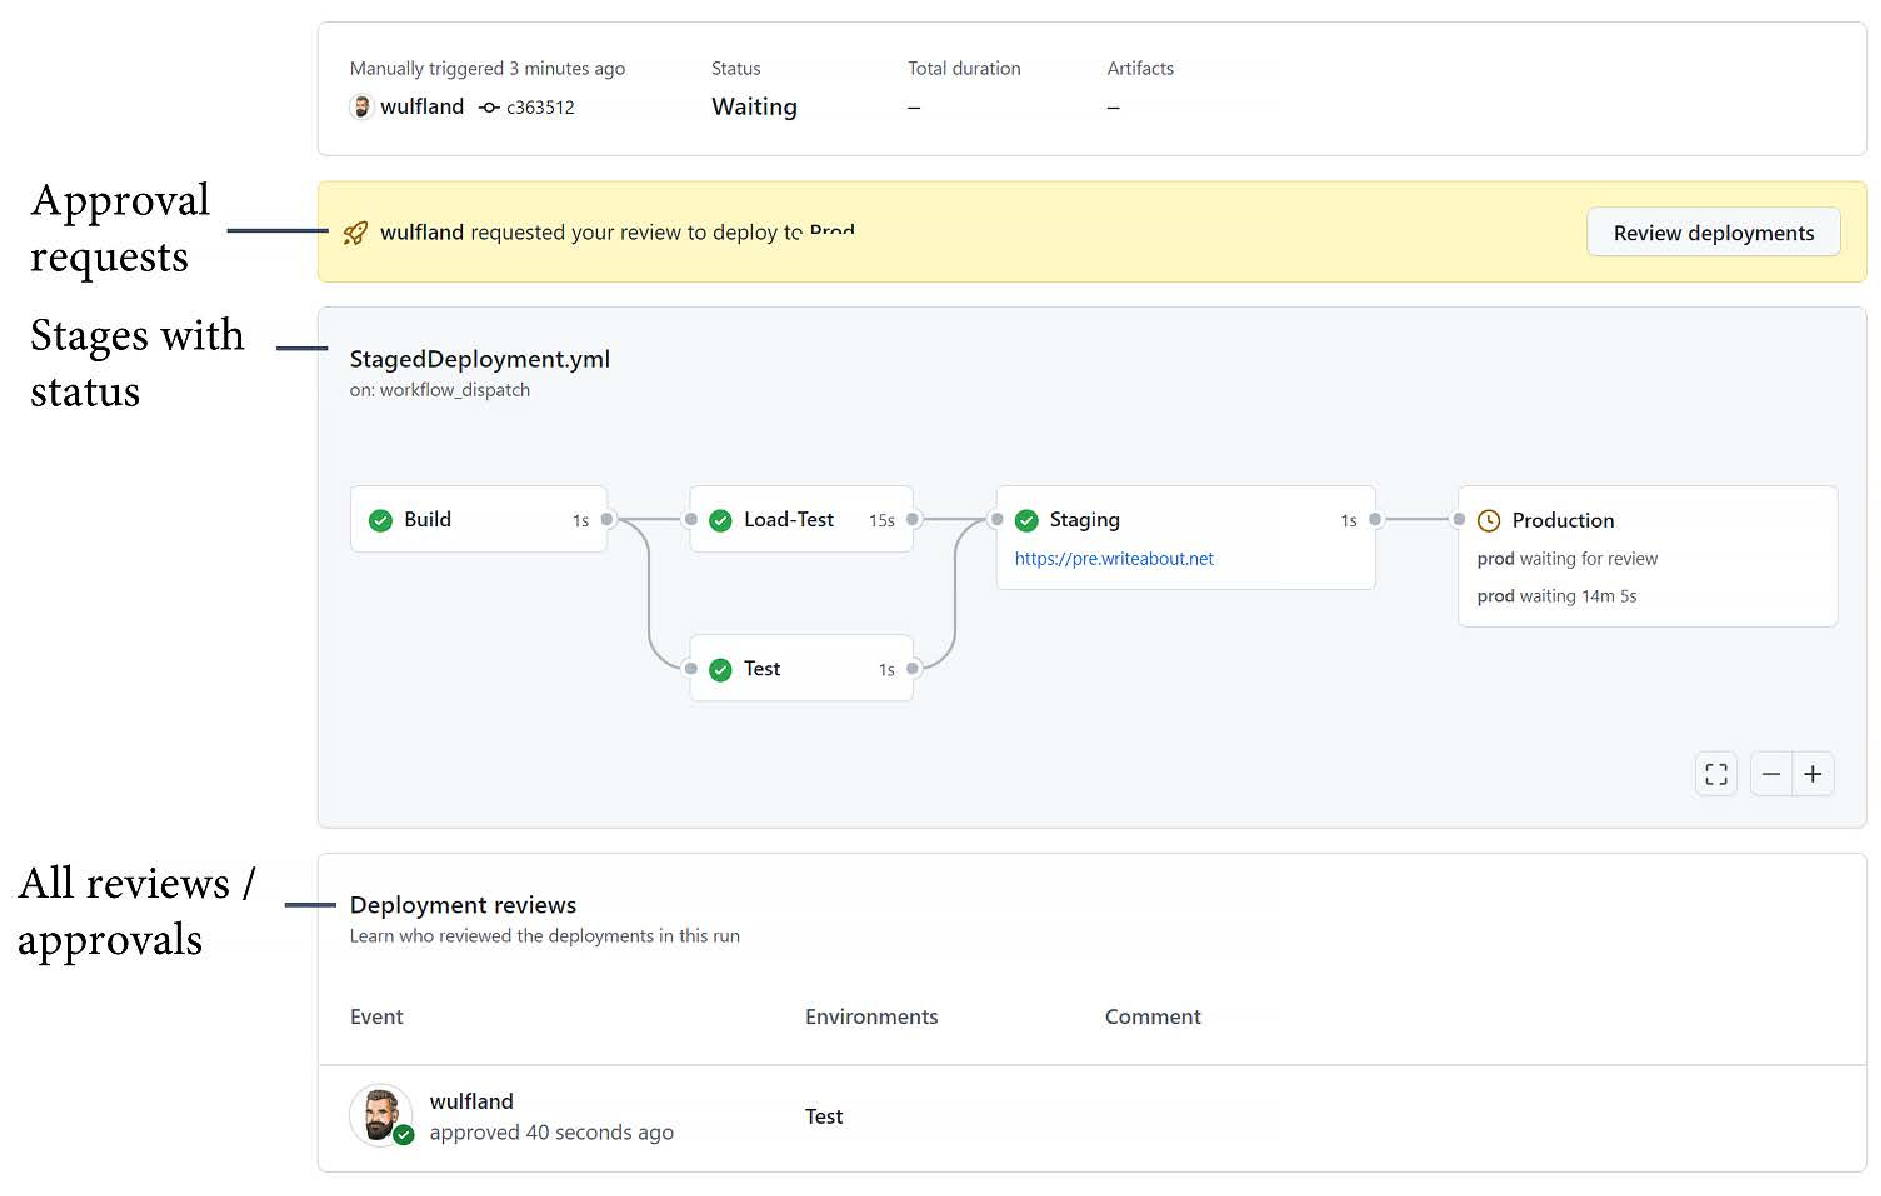 Manually triggered 3 minutes ago
Status
Total duration
Artifacts
wulfland c363512
Waiting
–
–
Approval
requests
wulfland requested your review to deploy to Prod
Review deployments
Stages with
status
StagedDeployment.yml
on: workflow_dispatch
Build 1s
Load-Test 15s
Staging 1s
https://pre.writeabout.net
Production
prod waiting for review
prod waiting 14m 5s
Test 1s
All reviews /
approvals
Deployment reviews
Learn who reviewed the deployments in this run
Event
Environments
Comment
wulfland
approved 40 seconds ago
Test